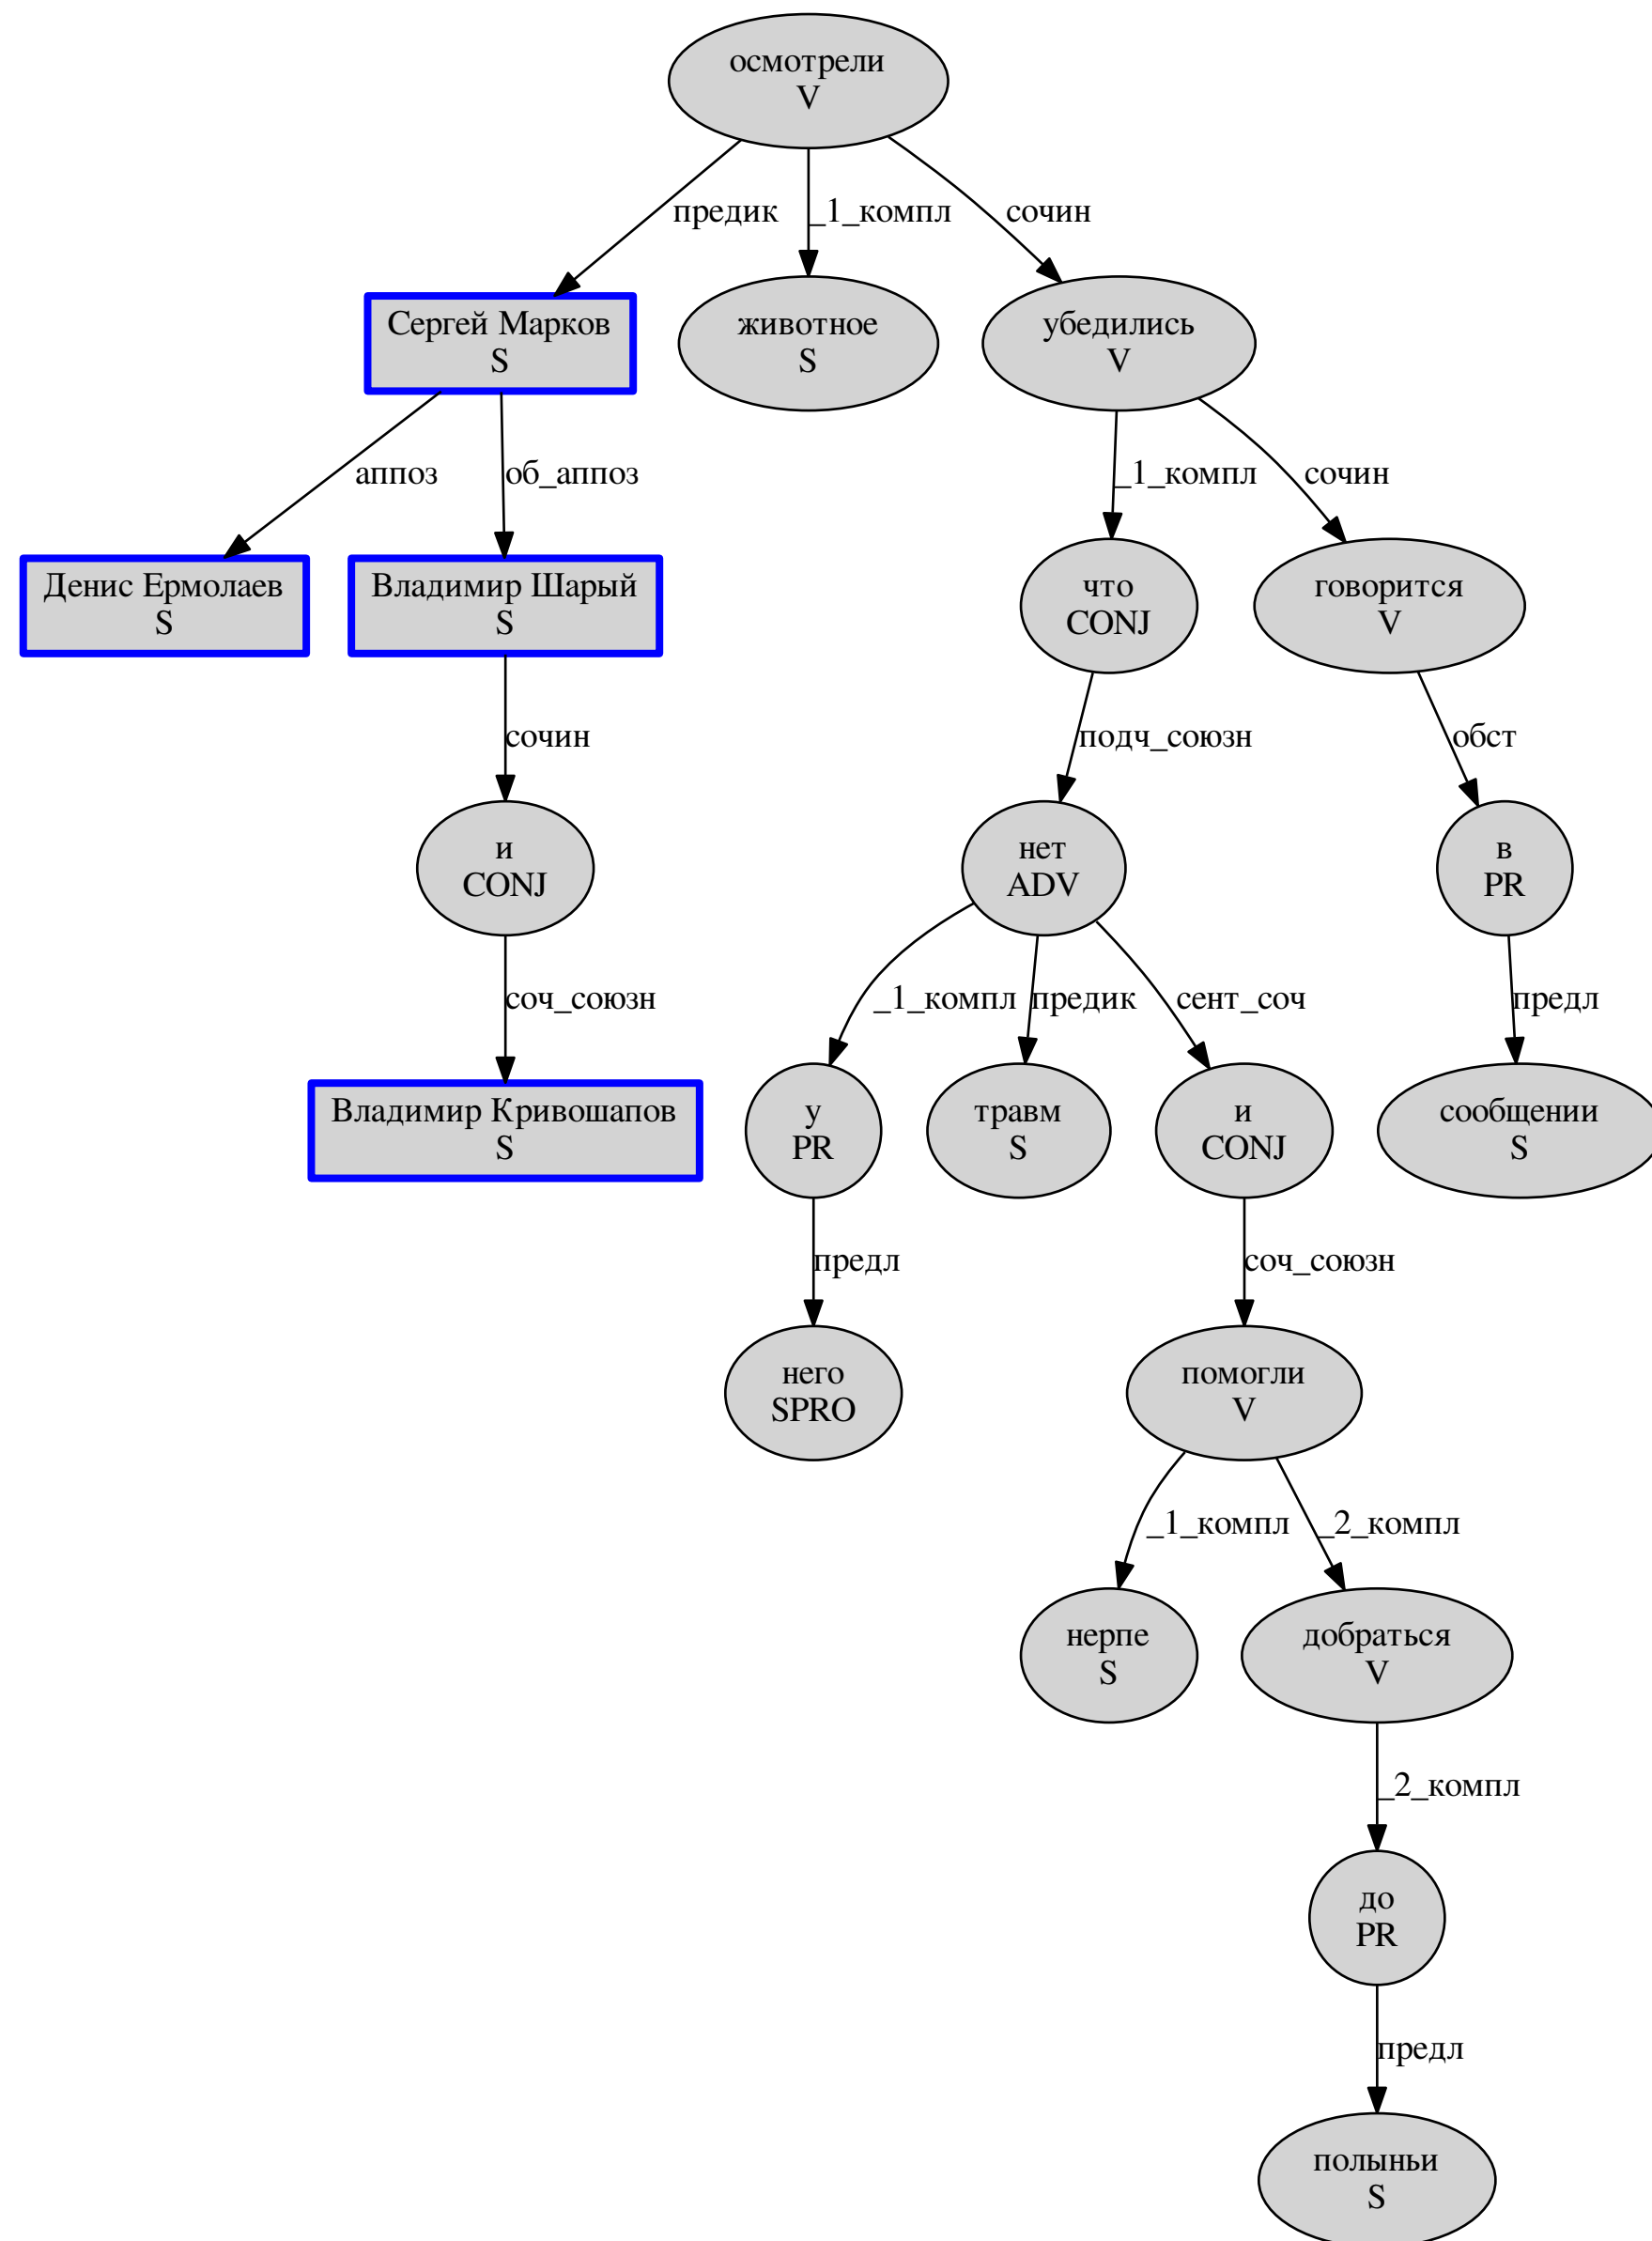 осмотрели
V
предик
_1_компл
сочин
Сергей Марков
S
животное
S
убедились
V
аппоз
об_аппоз
_1_компл
сочин
Денис Ермолаев
S
Владимир Шарый
S
что
CONJ
говорится
V
сочин
подч_союзн
обст
и
CONJ
нет
ADV
в
PR
соч_союзн
_1_компл
предик
сент_соч
предл
Владимир Кривошапов
S
у
PR
травм
S
и
CONJ
сообщении
S
предл
соч_союзн
него
SPRO
помогли
V
_1_компл
_2_компл
нерпе
S
добраться
V
_2_компл
до
PR
предл
полыньи
S